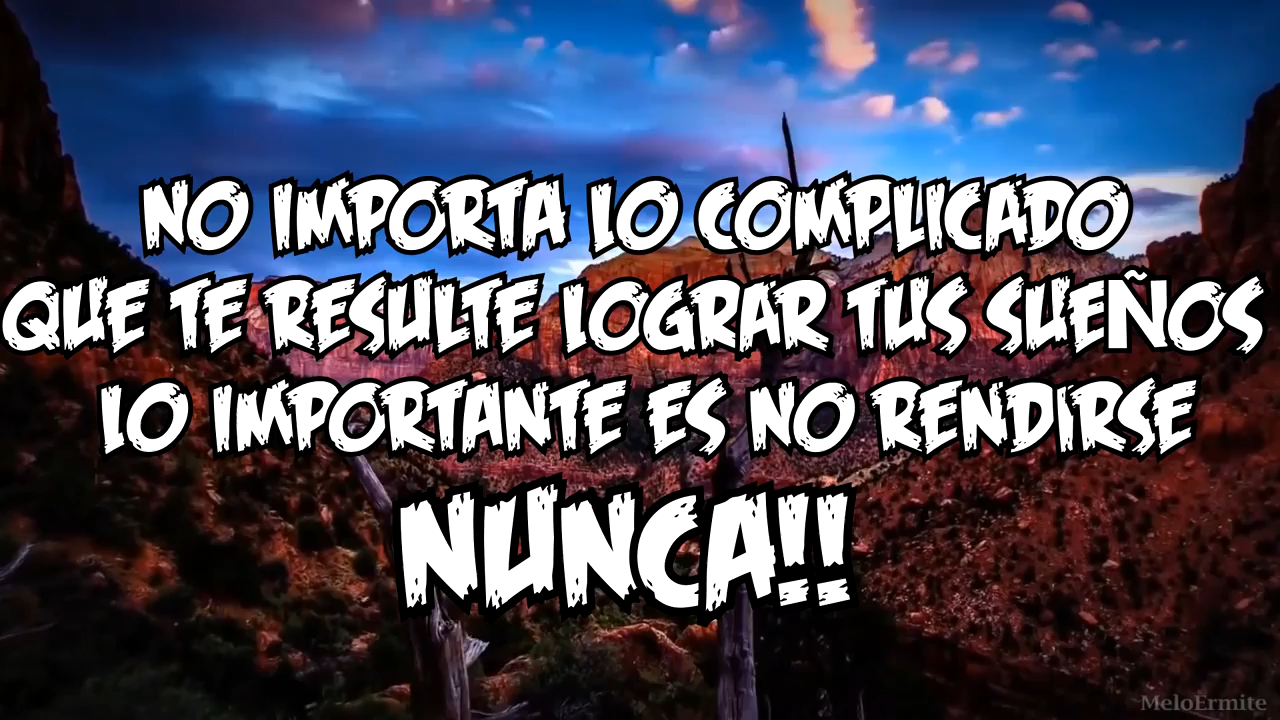 NO IMPORTA LO COMPLICADO
QUE TE RESULTE LOGRAR TUS SUEÑOS
LO IMPORTANTE ES NO RENDIRSE
NUNCA!!
MeloErmite